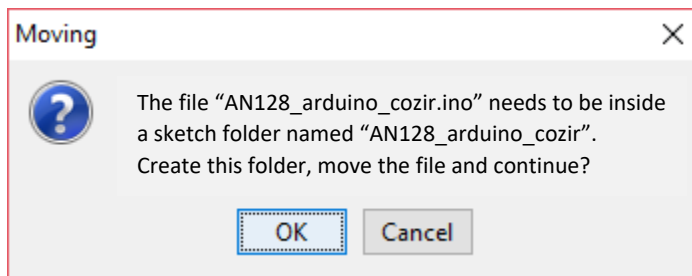 Moving
The file “AN128_arduino_cozir.ino” needs to be inside
a sketch folder named “AN128_arduino_cozir”.
Create this folder, move the file and continue?
OK
Cancel